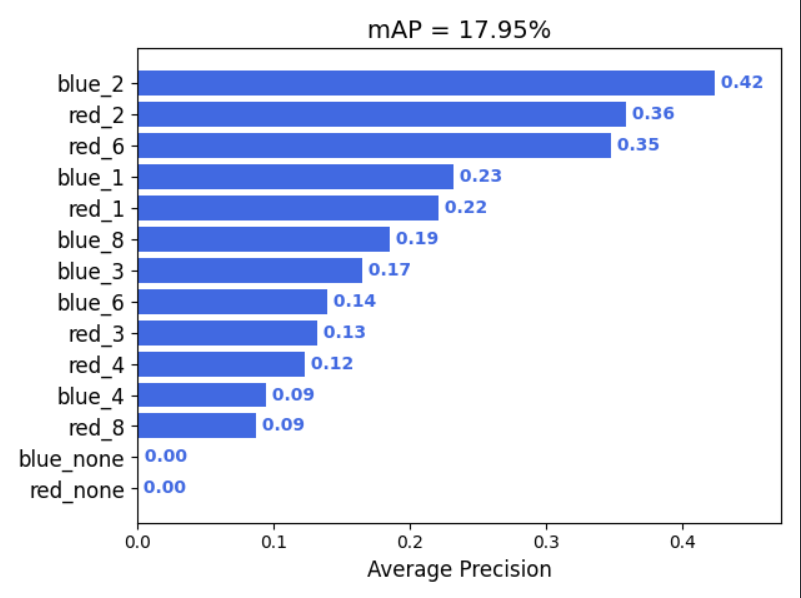 mAP = 17.95%
blue_2 0.42
red_2 0.36
red_6 0.35
blue_1 0.23
red_1 0.22
blue_8 0.19
blue_3 0.17
blue_6 0.14
red_3 0.13
red_4 0.12
blue_4 0.09
red_8 0.09
blue_none 0.00
red_none 0.00
0.0 0.1 0.2 0.3 0.4
Average Precision